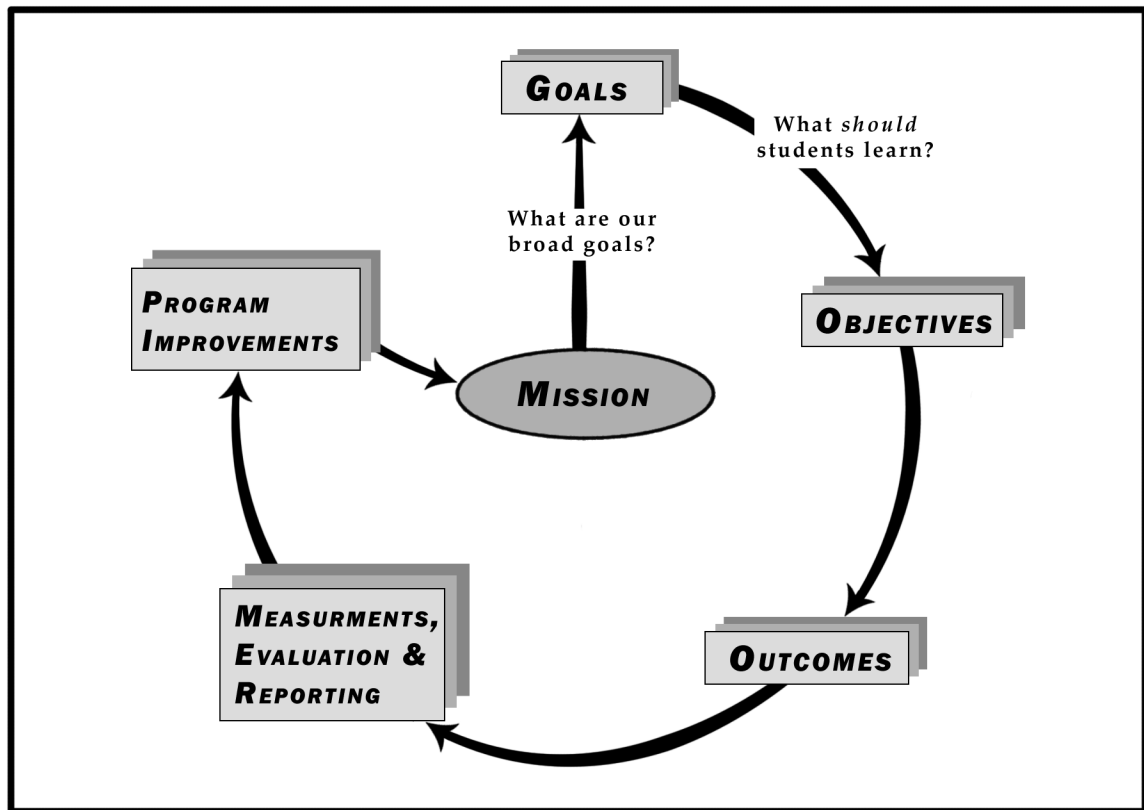 GOALS
What should
students learn?
What are our
broad goals?
PROGRAM
IMPROVEMENTS
OBJECTIVES
MISSION
MEASURMENTS,
EVALUATION &
REPORTING
OUTCOMES